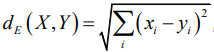 d_E(X,Y) = √∑_i (x_i − y_i)²